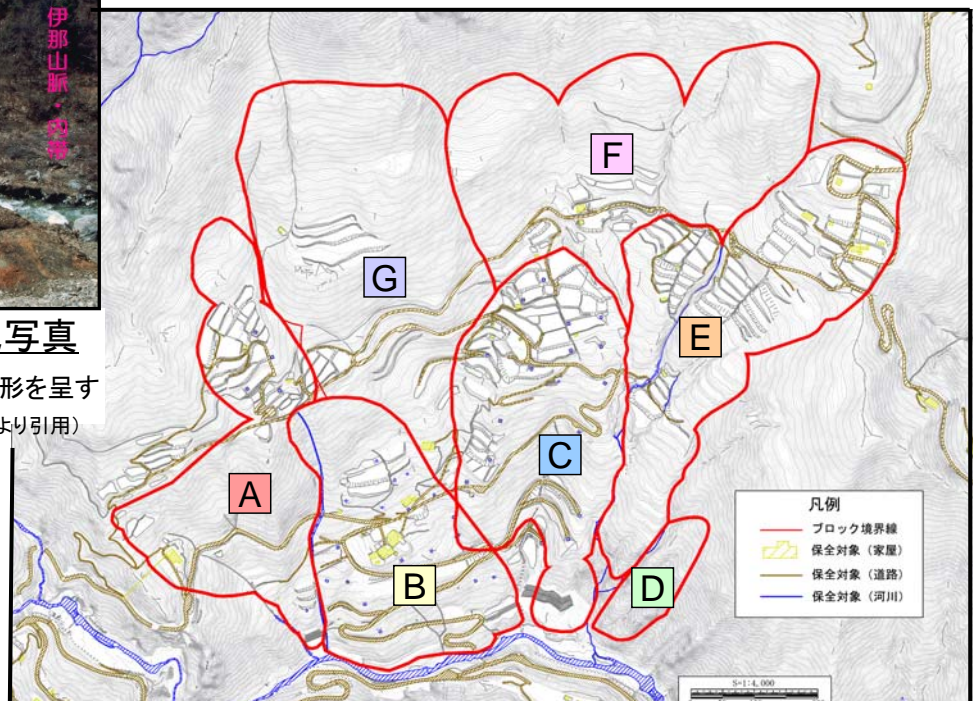 伊那山脈・内帯
写真
形を呈す
より引用)
F
G
E
C
A
B
D
凡例
ブロック境界線
保全対象（家屋）
保全対象（道路）
保全対象（河川）
S=1:4,000